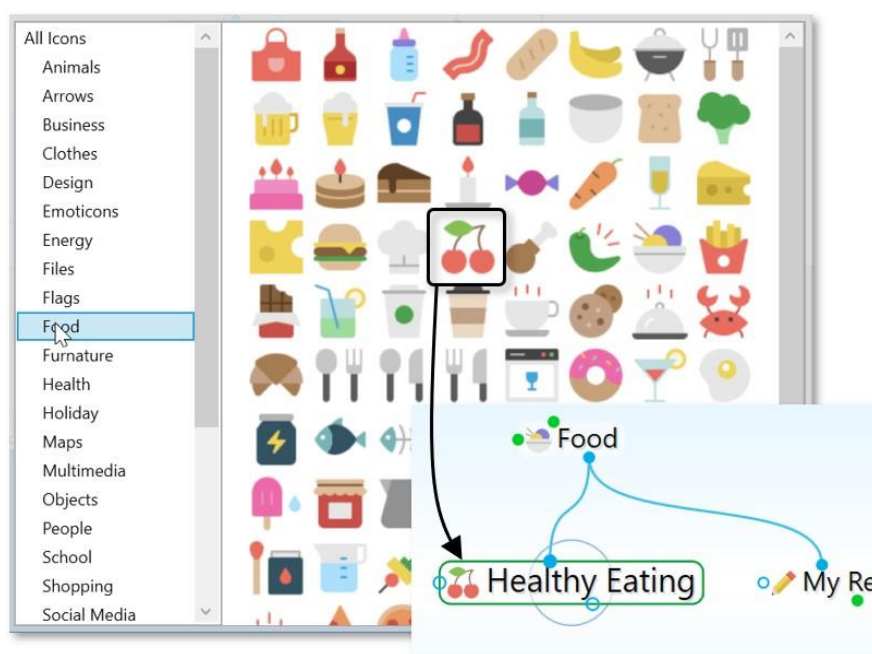 All Icons
Animals
Arrows
Business
Clothes
Design
Emoticons
Energy
Files
Flags
Food
Furnature
Health
Holiday
Maps
Multimedia
Objects
People
School
Shopping
Social Media
Food
Healthy Eating
My Re